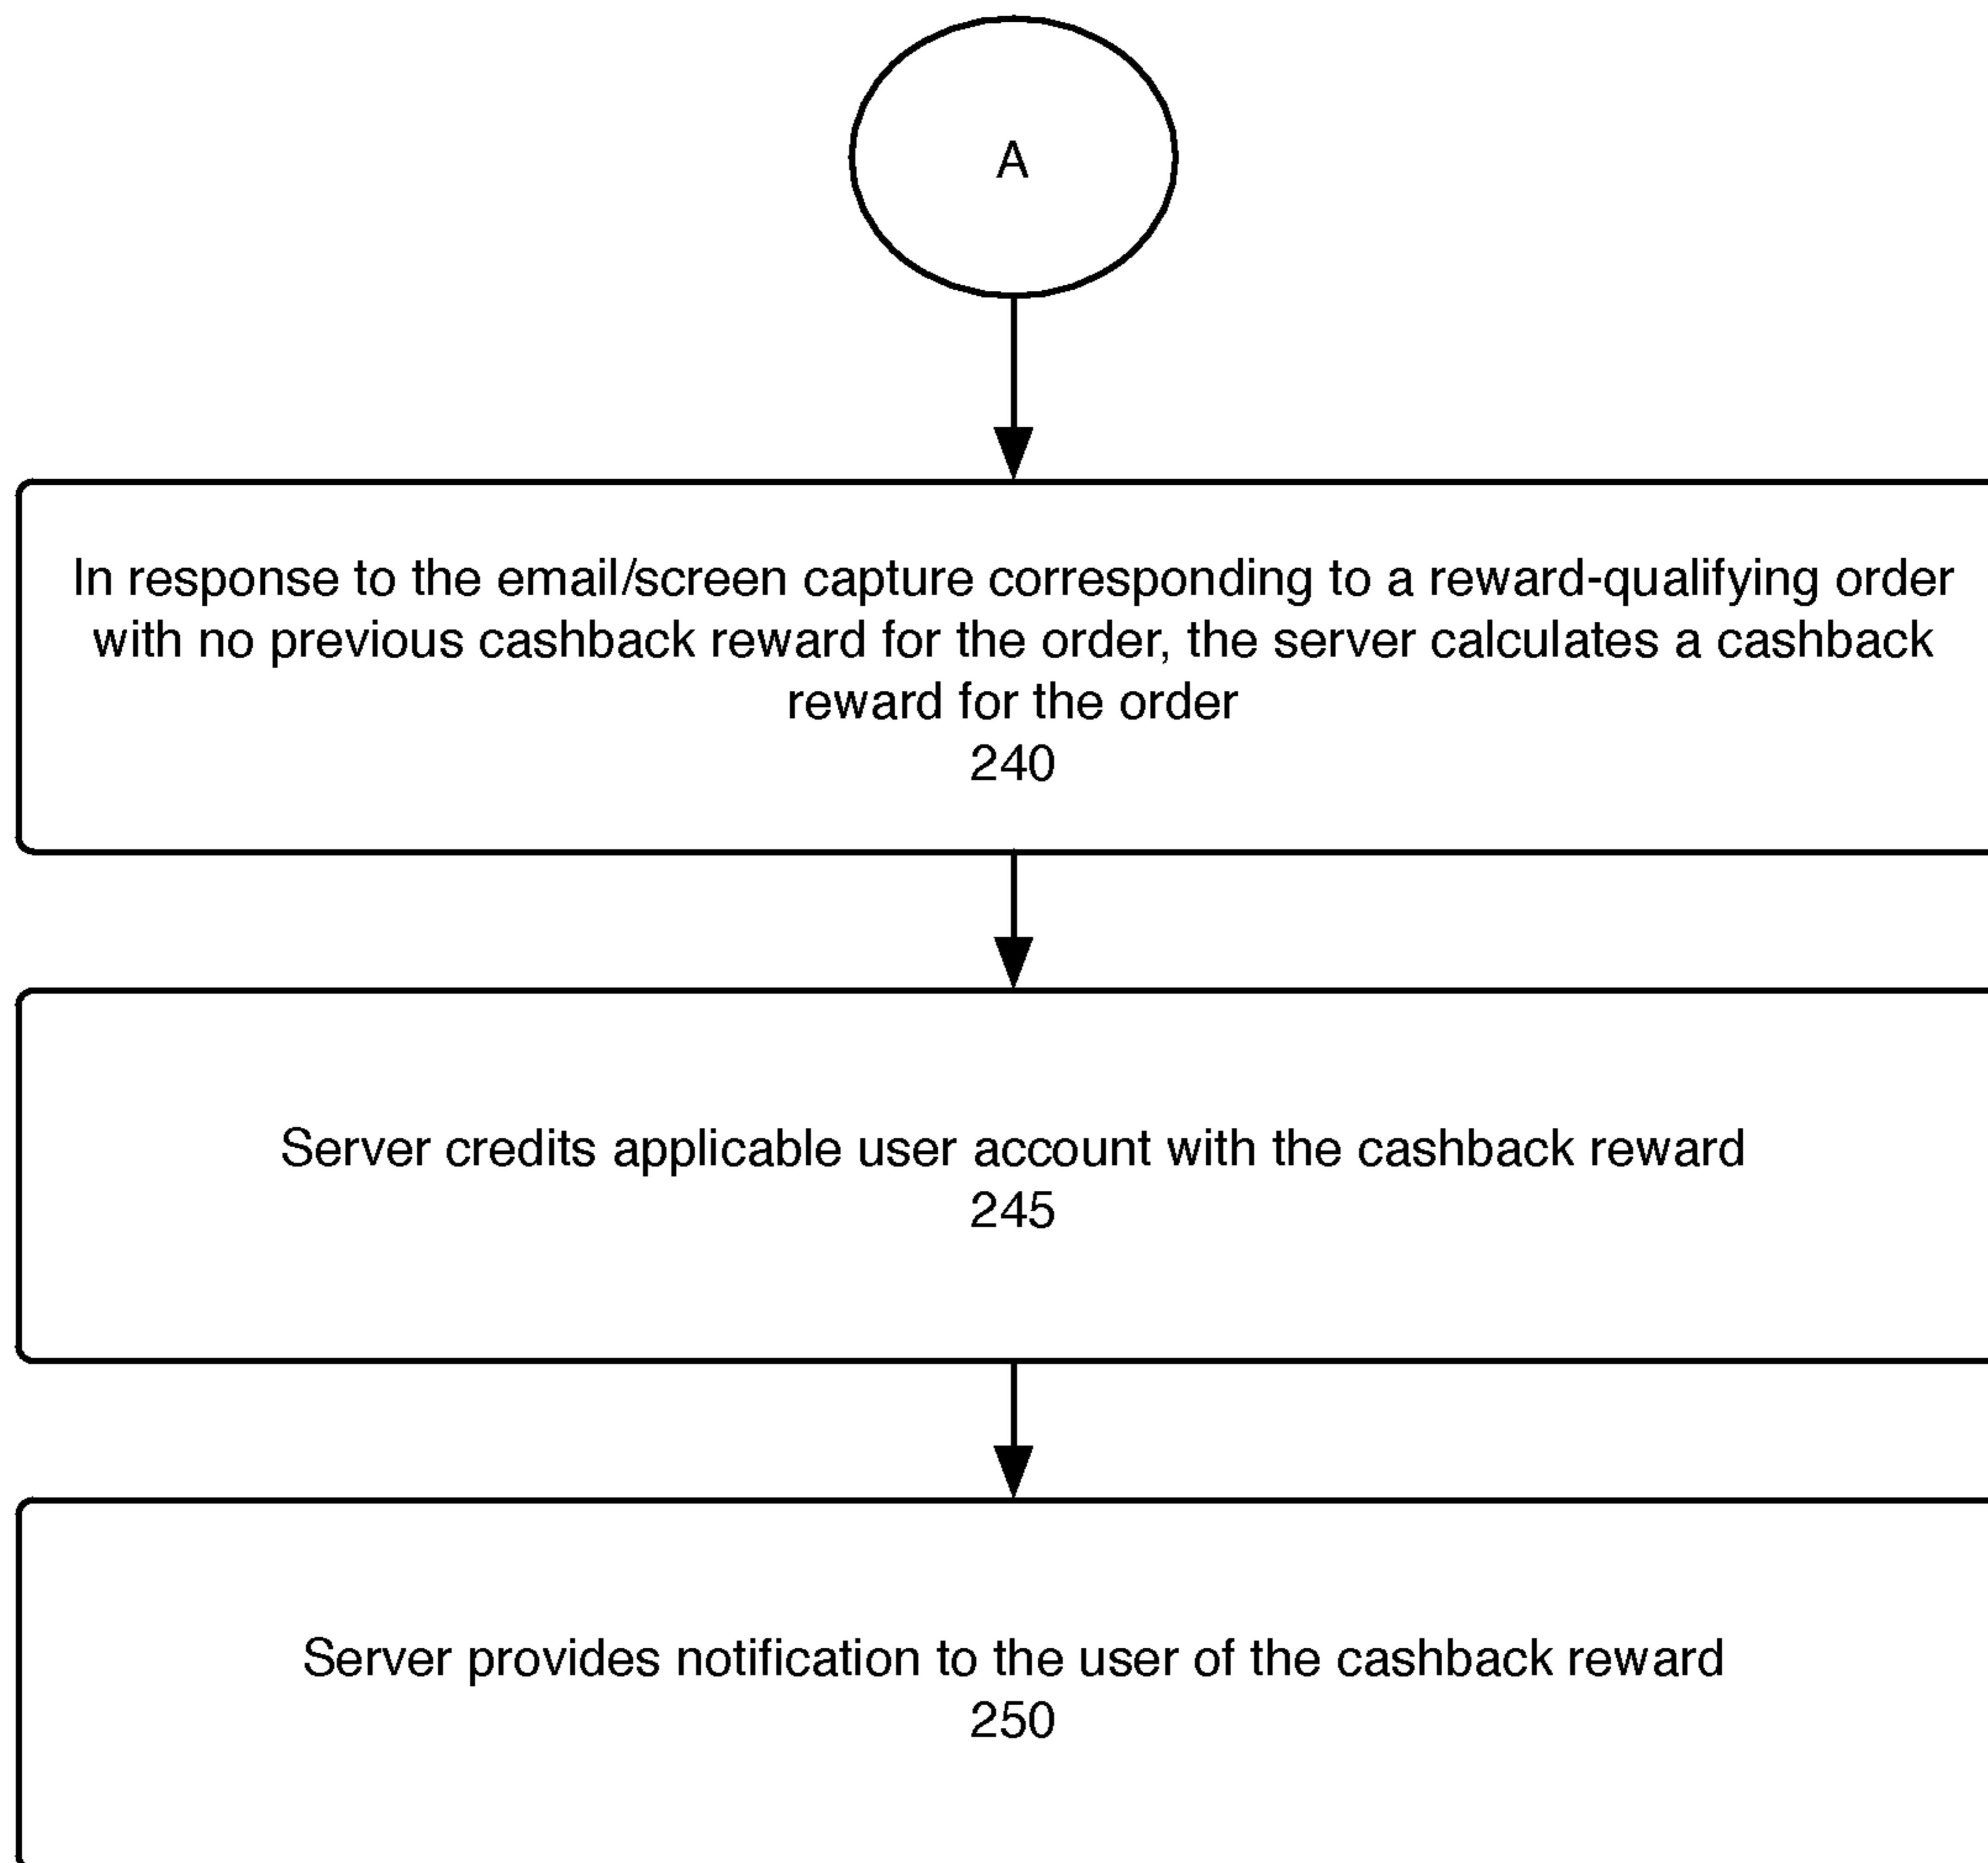 A
In response to the email/screen capture corresponding to a reward-qualifying order
with no previous cashback reward for the order, the server calculates a cashback
reward for the order
240
Server credits applicable user account with the cashback reward
245
Server provides notification to the user of the cashback reward
250